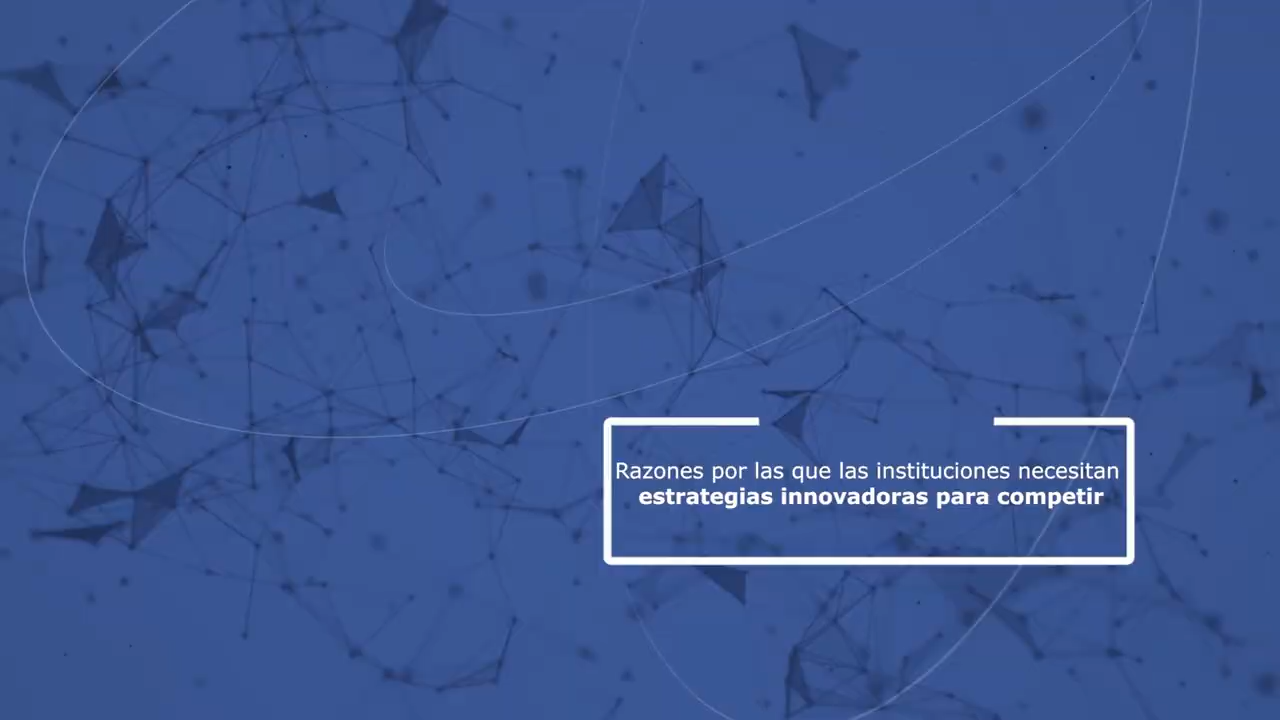 Razones por las que las instituciones necesitan
estrategias innovadoras para competir